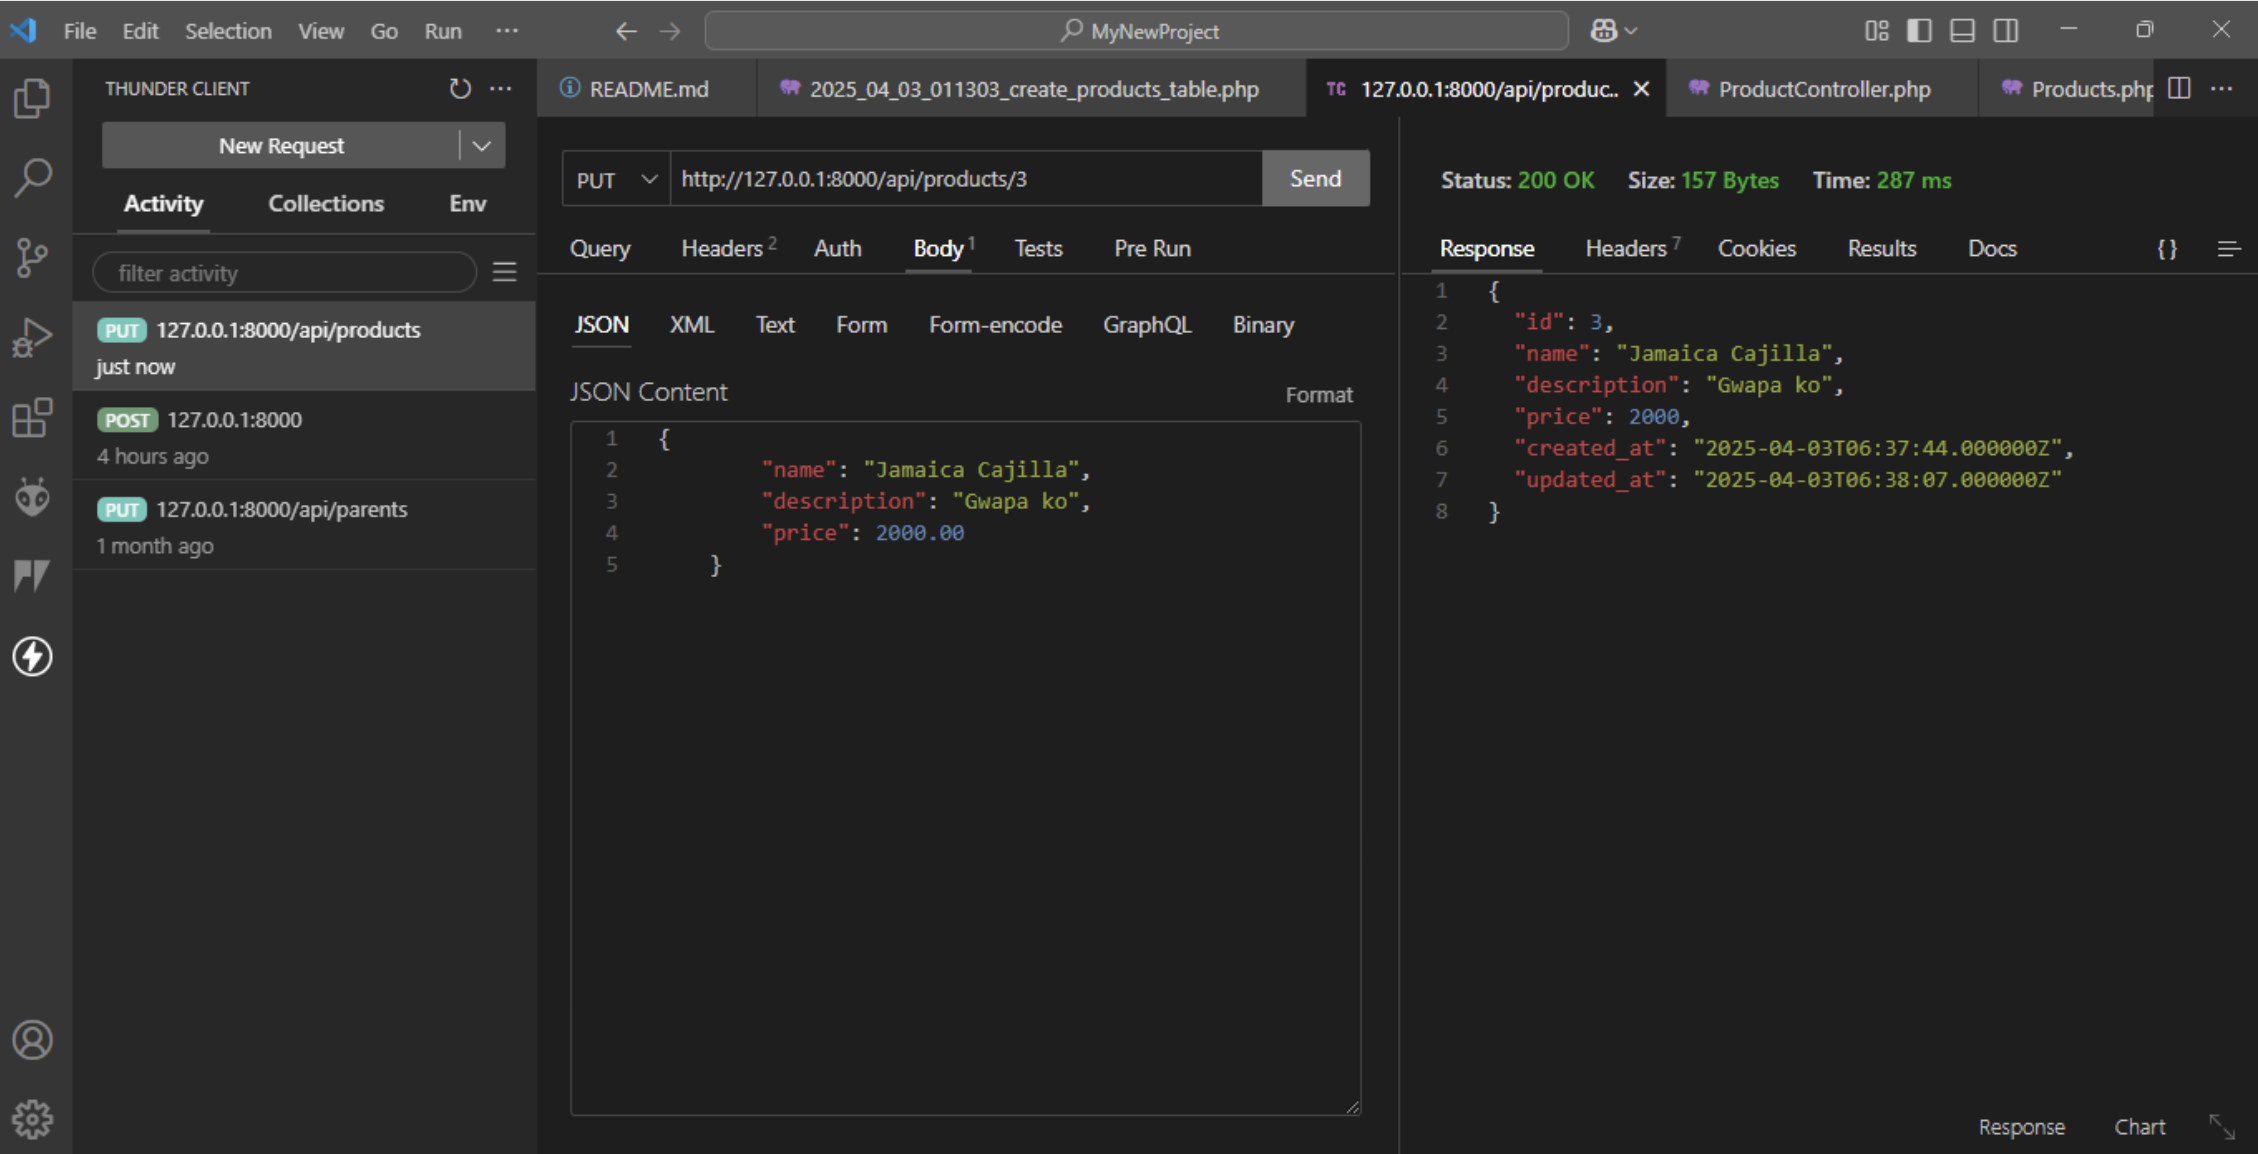 File Edit Selection View Go Run ··· MyNewProject
THUNDER CLIENT
New Request
Activity Collections Env
filter activity
PUT 127.0.0.1:8000/api/products
just now
POST 127.0.0.1:8000
4 hours ago
PUT 127.0.0.1:8000/api/parents
1 month ago
README.md 2025_04_03_011303_create_products_table.php TC 127.0.0.1:8000/api/produc.. ProductController.php Products.php
PUT http://127.0.0.1:8000/api/products/3 Send
Query Headers 2 Auth Body 1 Tests Pre Run
JSON XML Text Form Form-encode GraphQL Binary
JSON Content Format
1 {
2 "name": "Jamaica Cajilla",
3 "description": "Gwapa ko",
4 "price": 2000.00
5 }
Status: 200 OK Size: 157 Bytes Time: 287 ms
Response Headers 7 Cookies Results Docs {}
1 {
2 "id": 3,
3 "name": "Jamaica Cajilla",
4 "description": "Gwapa ko",
5 "price": 2000,
6 "created_at": "2025-04-03T06:37:44.000000Z",
7 "updated_at": "2025-04-03T06:38:07.000000Z"
8 }
Response Chart